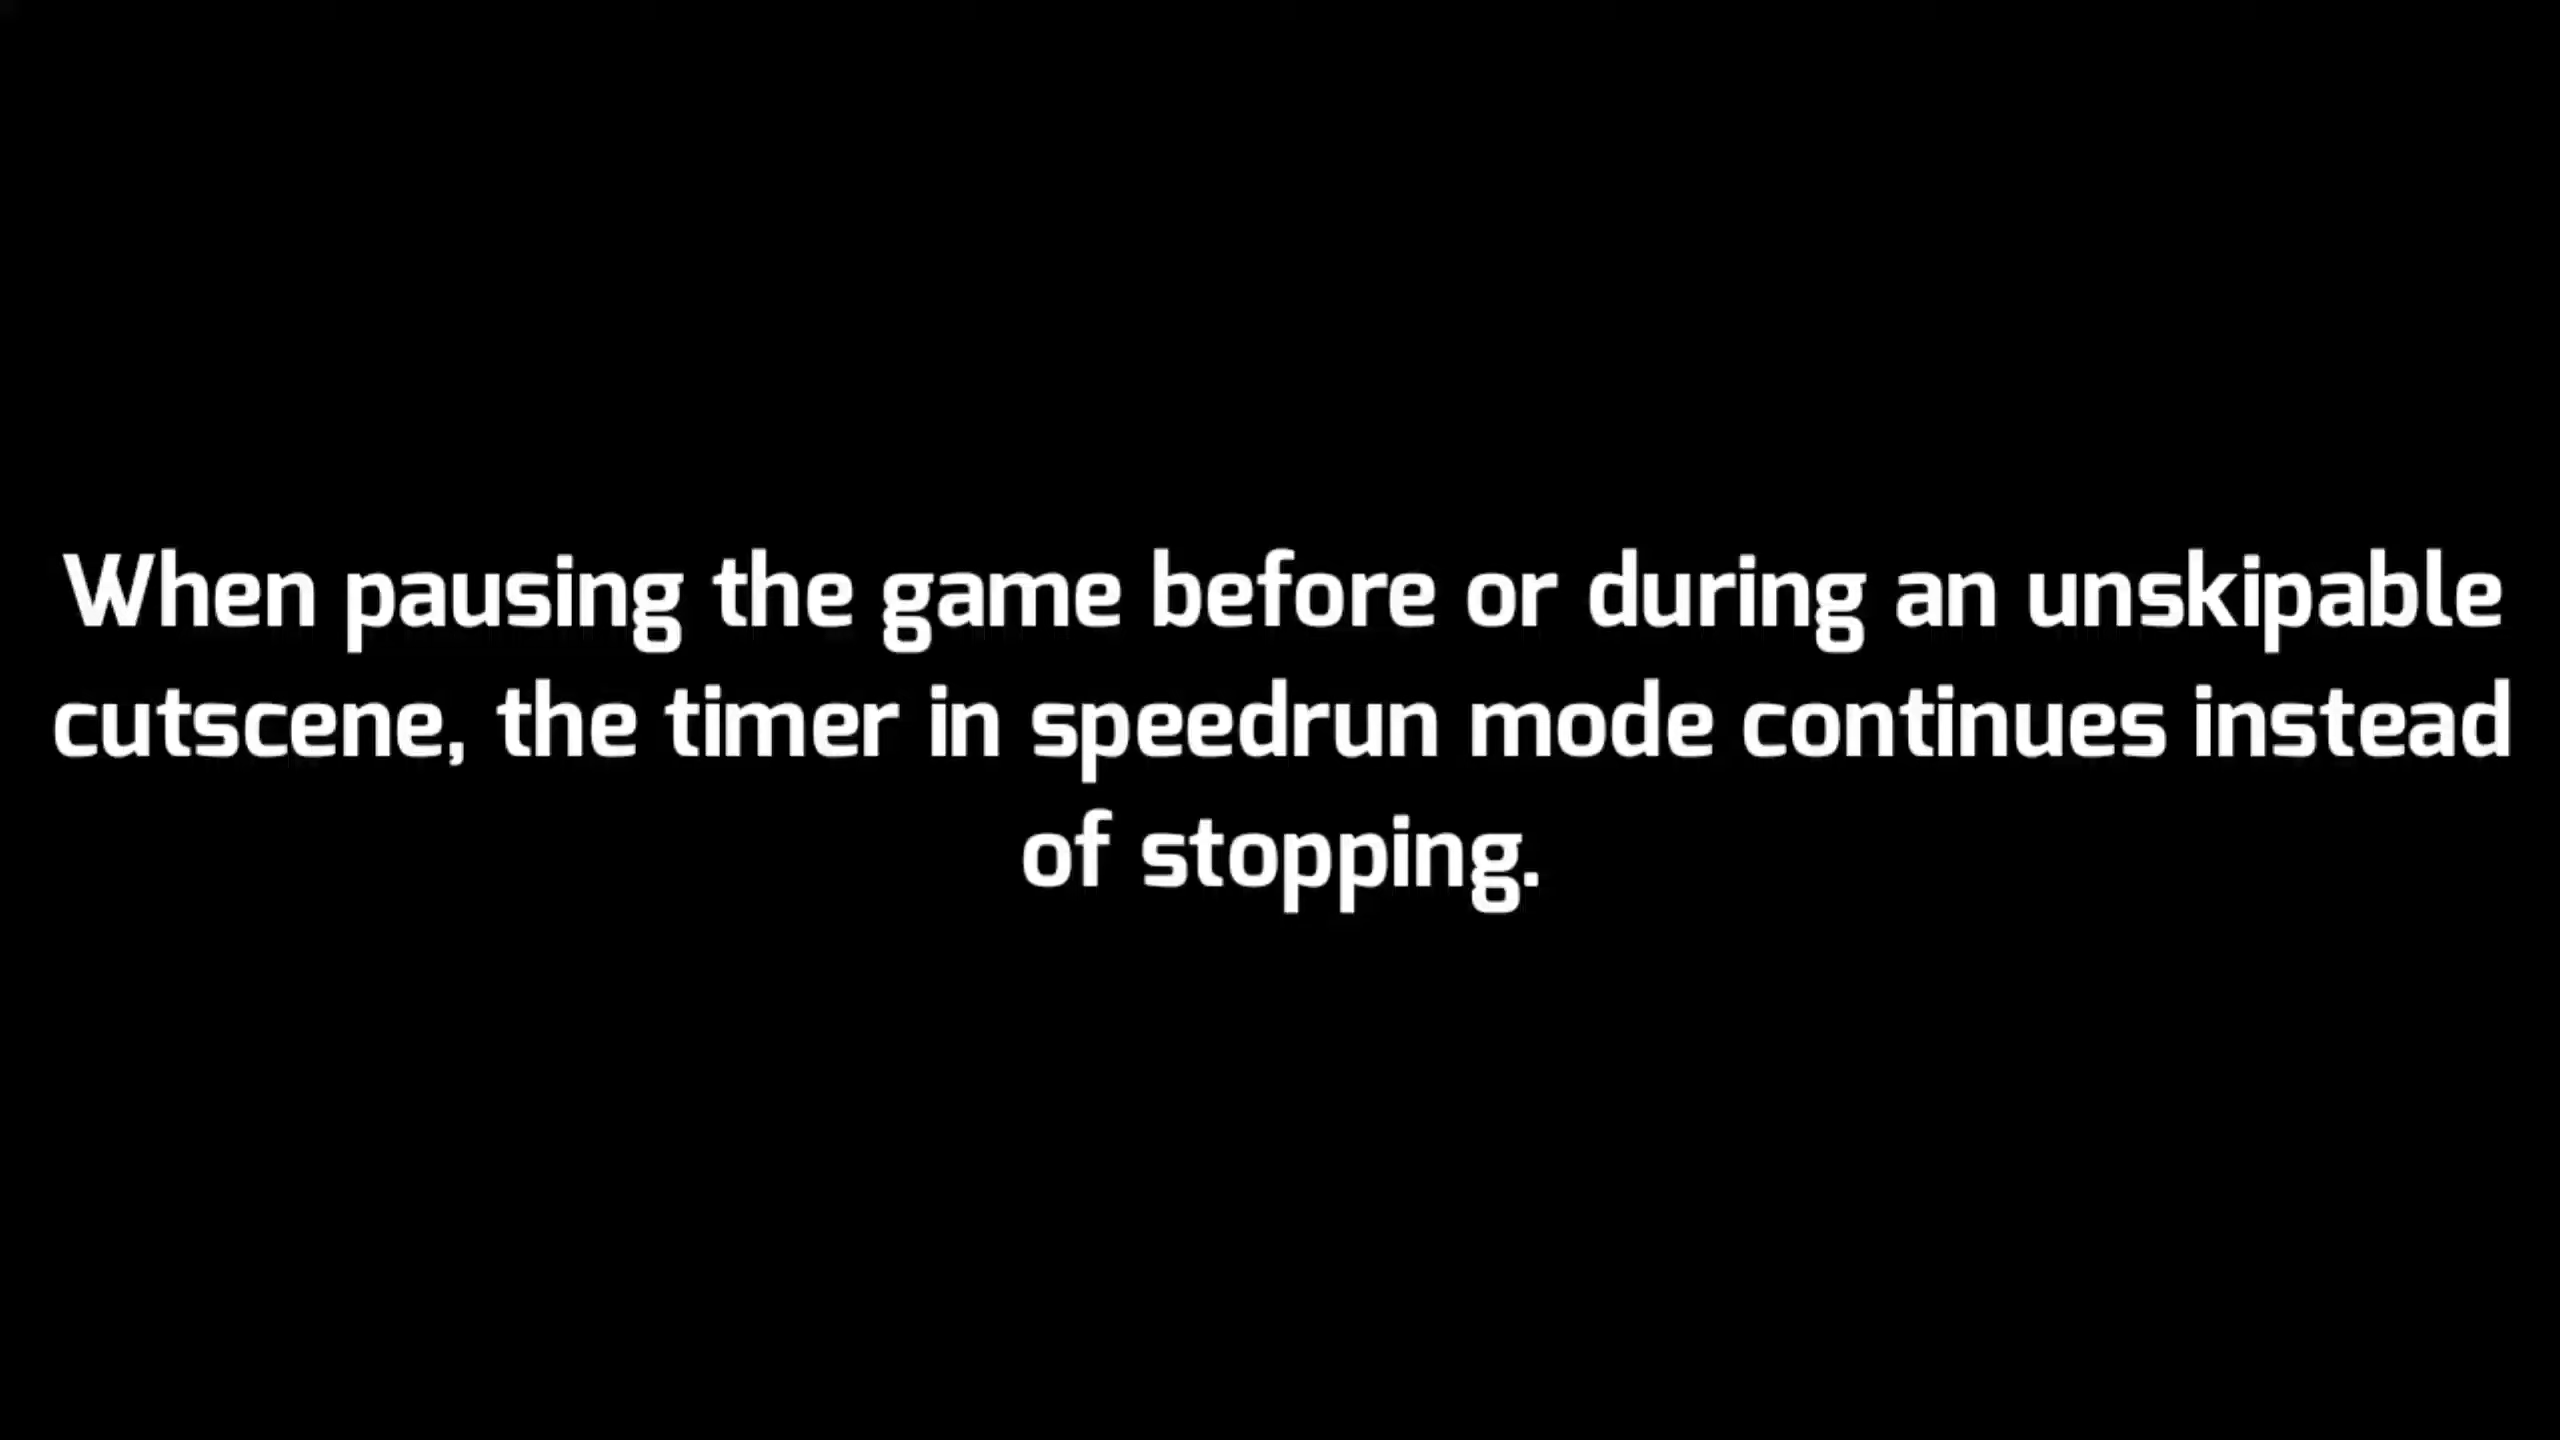 When pausing the game before or during an unskipable
cutscene, the timer in speedrun mode continues instead
of stopping.